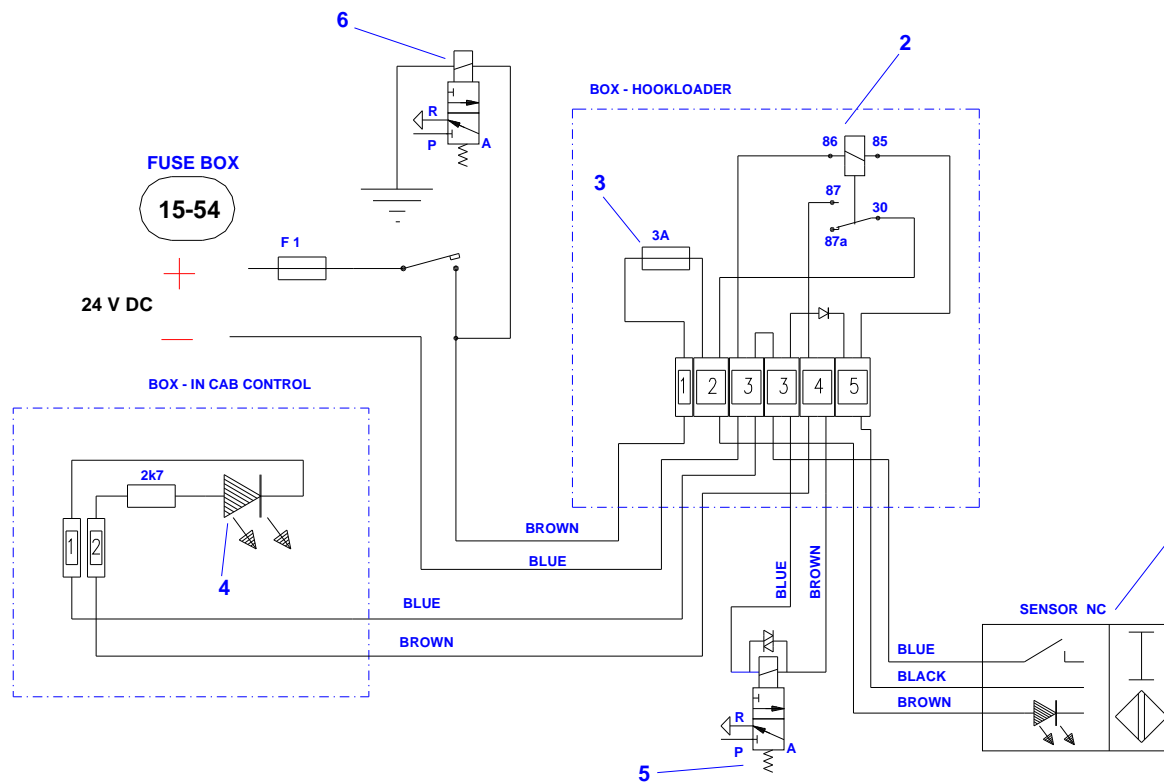 6
2
BOX - HOOKLOADER
R
P
A
86
85
FUSE BOX
15-54
3
87
30
87a
F 1
3A
24 V DC
1
2
3
3
4
5
BOX - IN CAB CONTROL
2k7
1
2
4
BROWN
BLUE
BLUE
BROWN
BLUE
BROWN
SENSOR NC
BLUE
BLACK
BROWN
R
P
A
5